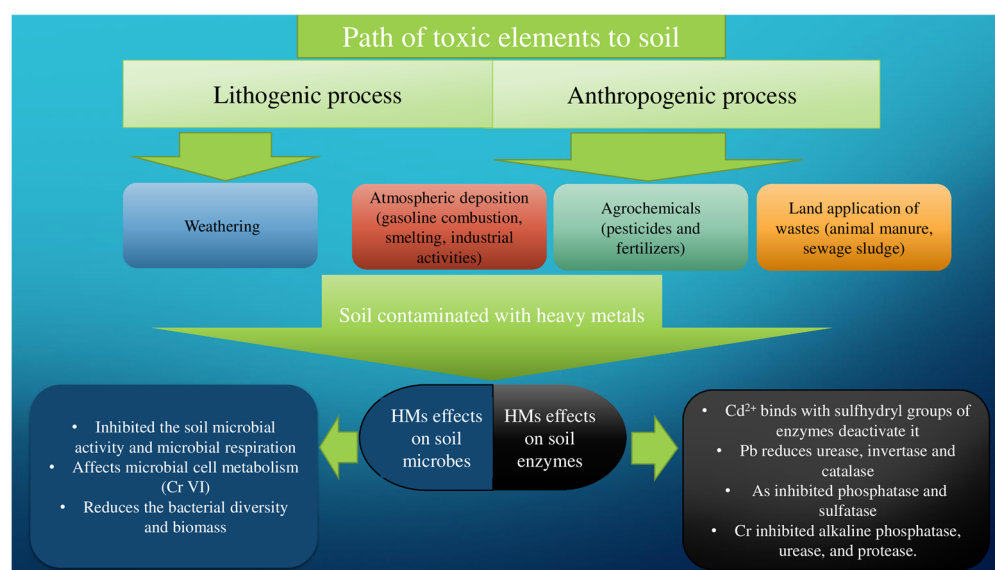 Path of toxic elements to soil
Lithogenic process
Anthropogenic process
Weathering
Atmospheric deposition
(gasoline combustion,
smelting, industrial
activities)
Agrochemicals
(pesticides and
fertilizers)
Land application of
wastes (animal manure,
sewage sludge)
Soil contaminated with heavy metals
• Inhibited the soil microbial
activity and microbial respiration
• Affects microbial cell metabolism
(Cr VI)
• Reduces the bacterial diversity
and biomass
HMs effects
on soil
microbes
HMs effects
on soil
enzymes
• Cd²⁺ binds with sulfhydryl groups of
enzymes deactivate it
• Pb reduces urease, invertase and
catalase
• As inhibited phosphatase and
sulfatase
• Cr inhibited alkaline phosphatase,
urease, and protease.